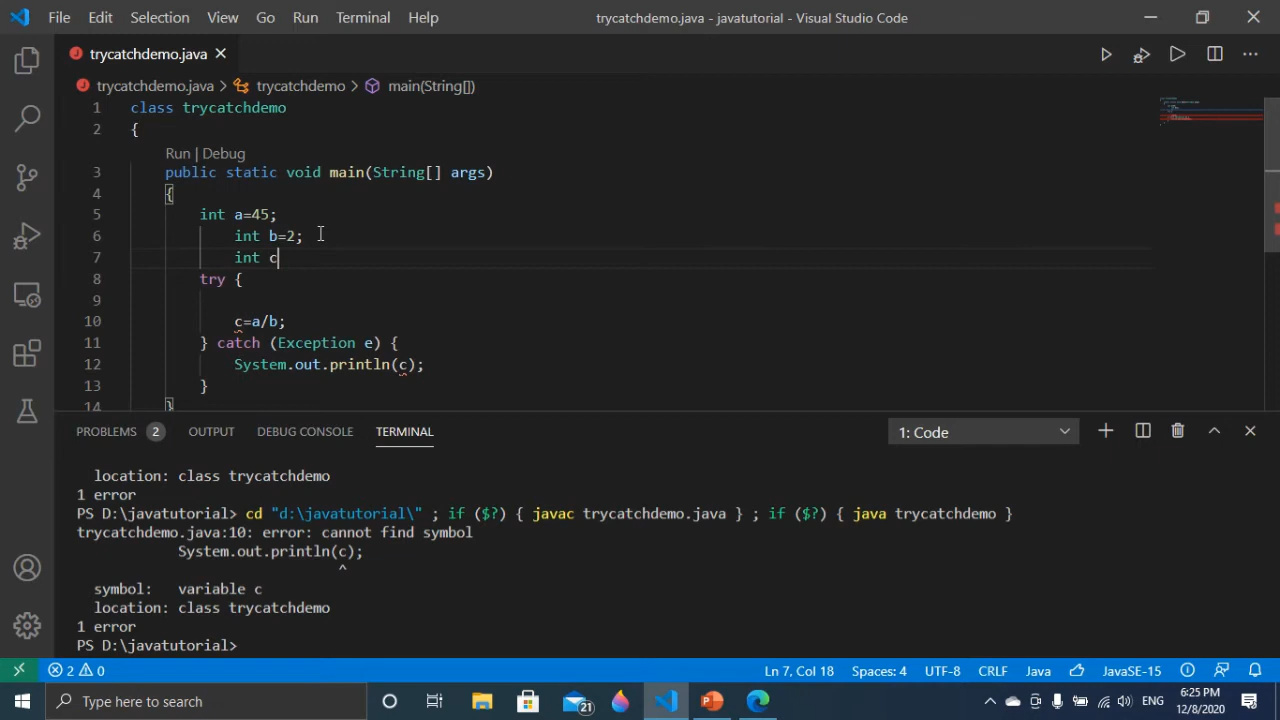 File Edit Selection View Go Run Terminal Help trycatchdemo.java - javatutorial - Visual Studio Code
trycatchdemo.java
trycatchdemo.java > trycatchdemo > main(String[])
1 class trycatchdemo
2 {
Run | Debug
3 public static void main(String[] args)
4 {
5 int a=45;
6 int b=2;
7 int c
8 try {
9
10 c=a/b;
11 } catch (Exception e) {
12 System.out.println(c);
13 }
14 }
PROBLEMS 2 OUTPUT DEBUG CONSOLE TERMINAL 1: Code
location: class trycatchdemo
1 error
PS D:\javatutorial> cd "d:\javatutorial\" ; if ($?) { javac trycatchdemo.java } ; if ($?) { java trycatchdemo }
trycatchdemo.java:10: error: cannot find symbol
System.out.println(c);
^
symbol: variable c
location: class trycatchdemo
1 error
PS D:\javatutorial>
2 0 Ln 7, Col 18 Spaces: 4 UTF-8 CRLF Java JavaSE-15
Type here to search 21 ENG 6:25 PM
12/8/2020